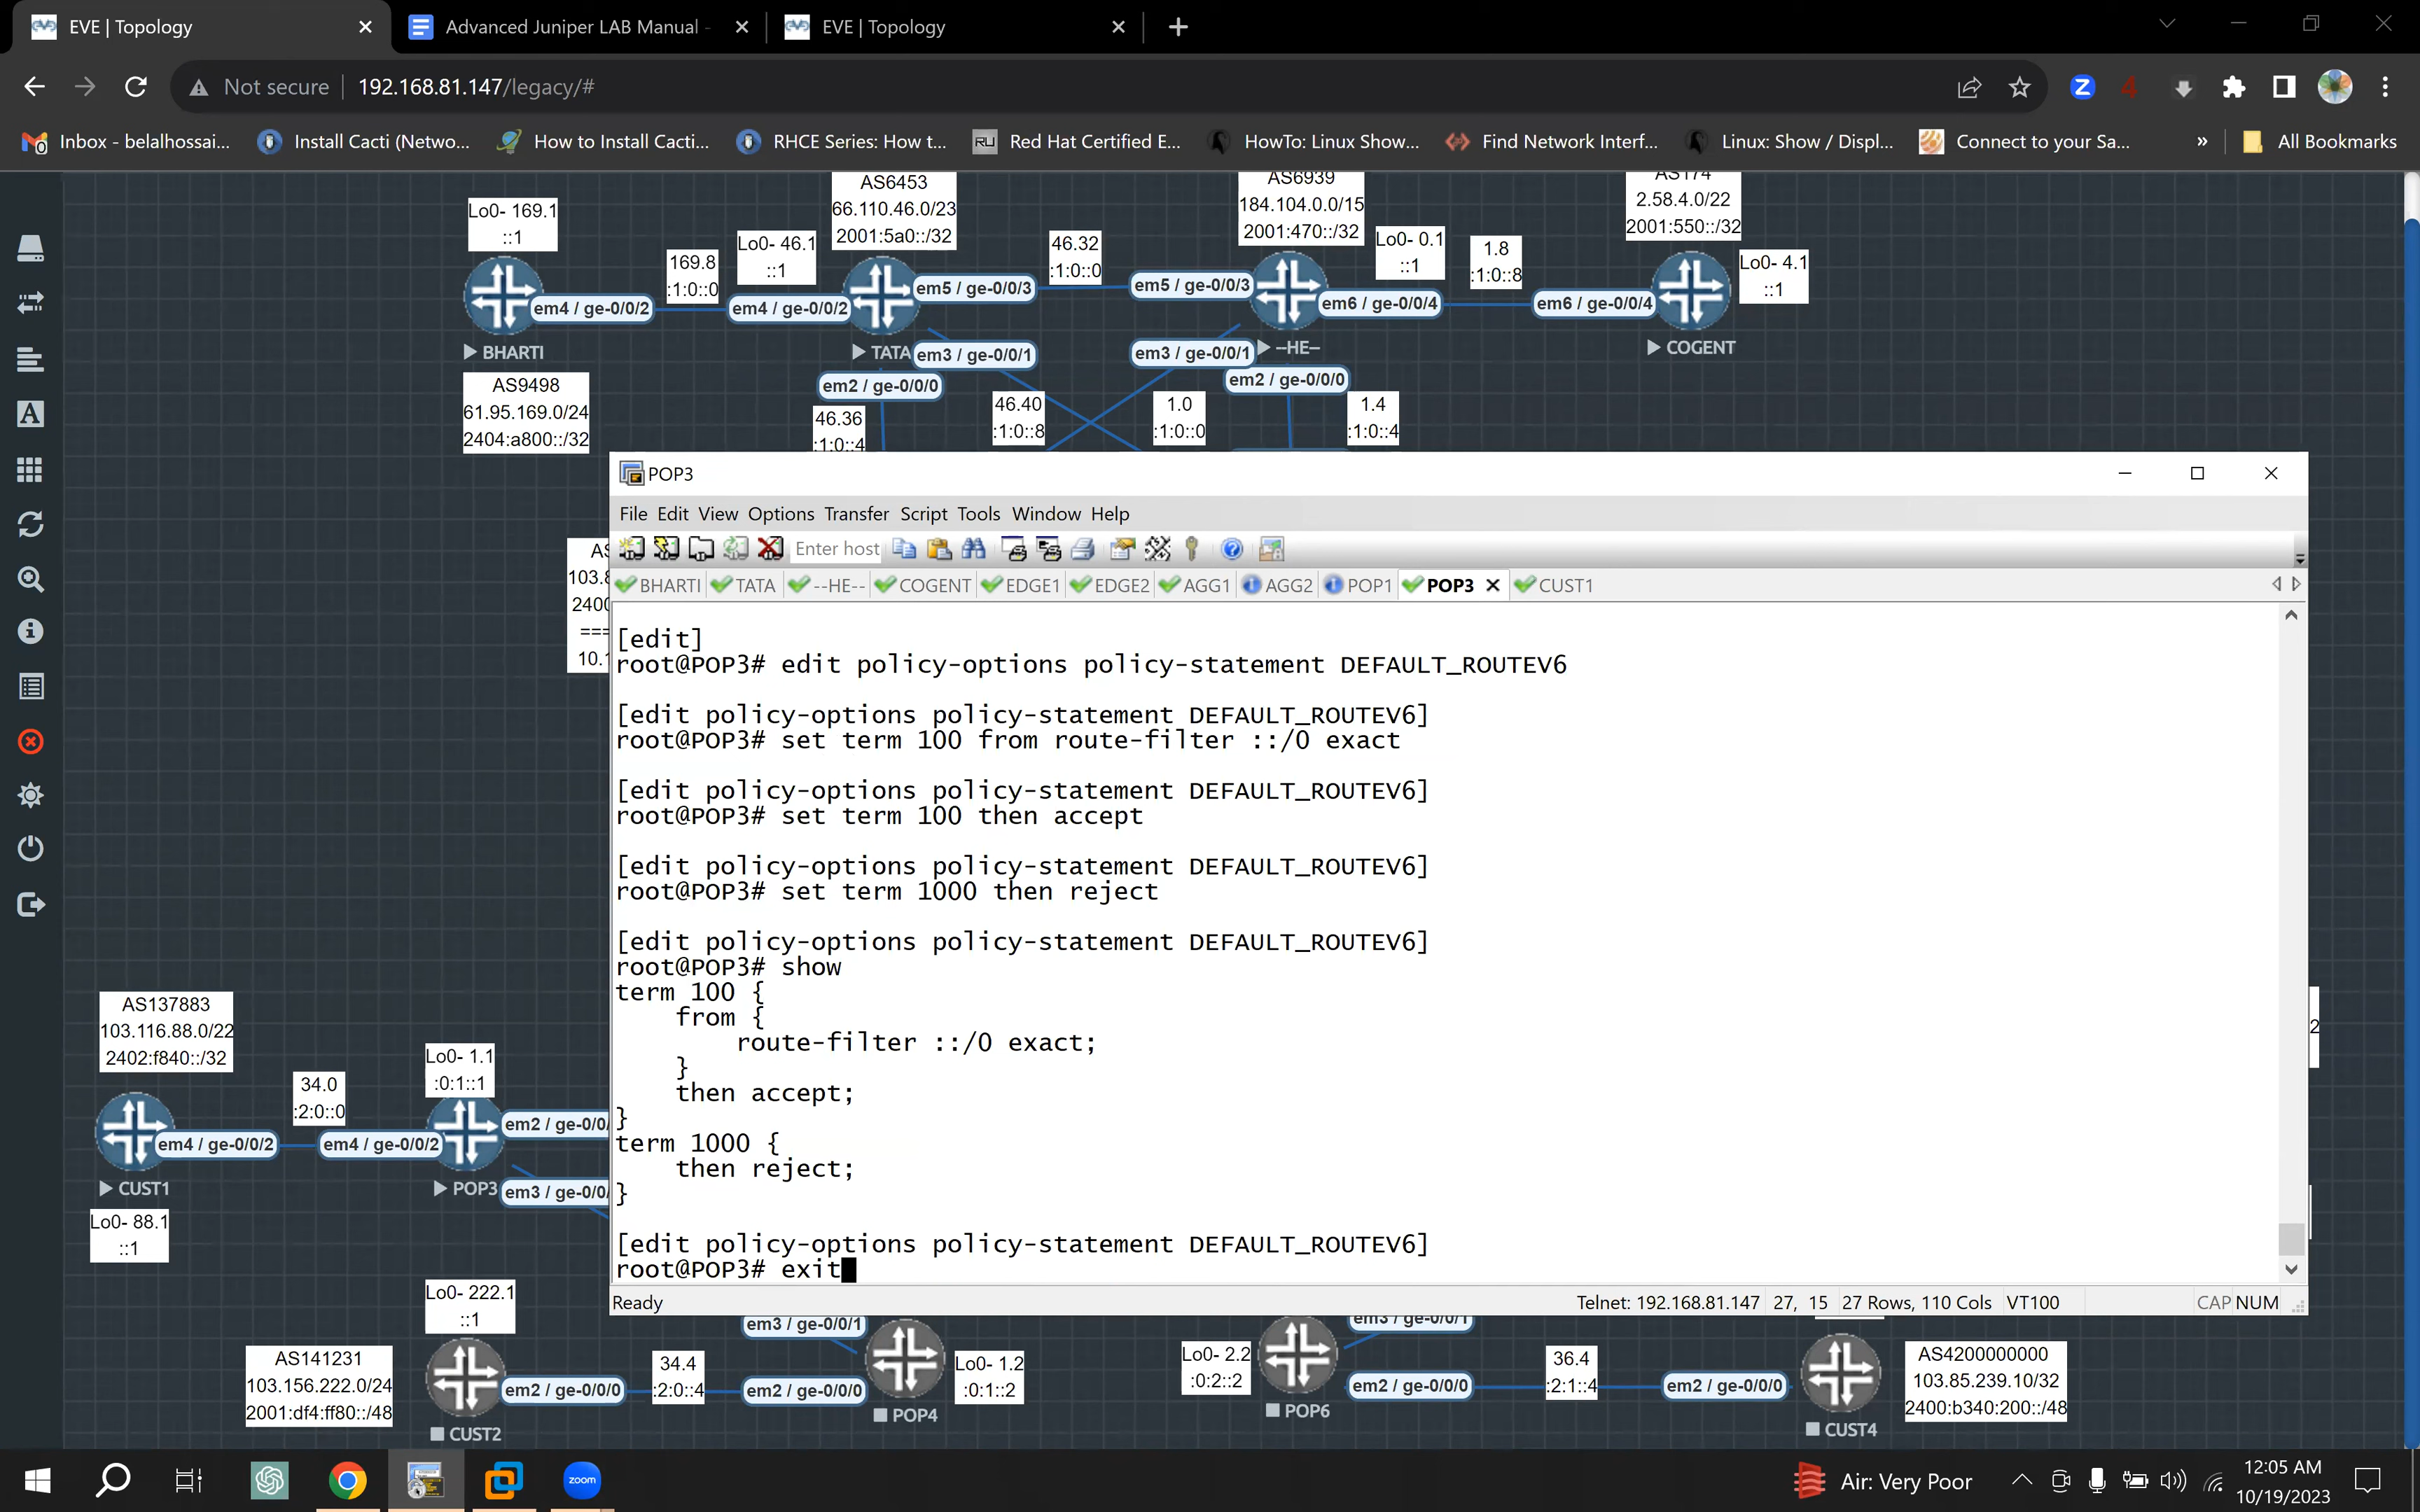 EVE | Topology
Advanced Juniper LAB Manual -
EVE | Topology
Not secure
192.168.81.147/legacy/#
Inbox - belalhossai...
Install Cacti (Netwo...
How to Install Cacti...
RHCE Series: How t...
Red Hat Certified E...
HowTo: Linux Show...
Find Network Interf...
Linux: Show / Displ...
Connect to your Sa...
»
All Bookmarks
Lo0- 169.1
::1
AS6453
66.110.46.0/23
2001:5a0::/32
AS6939
184.104.0.0/15
2001:470::/32
AS174
2.58.4.0/22
2001:550::/32
169.8
:1:0::0
Lo0- 46.1
::1
46.32
:1:0::0
Lo0- 0.1
::1
1.8
:1:0::8
Lo0- 4.1
::1
em4 / ge-0/0/2
em4 / ge-0/0/2
em5 / ge-0/0/3
em5 / ge-0/0/3
em6 / ge-0/0/4
em6 / ge-0/0/4
BHARTI
TATA
em3 / ge-0/0/1
em3 / ge-0/0/1
--HE--
COGENT
em2 / ge-0/0/0
em2 / ge-0/0/0
AS9498
61.95.169.0/24
2404:a800::/32
46.36
:1:0::4
46.40
:1:0::8
1.0
:1:0::0
1.4
:1:0::4
POP3
File Edit View Options Transfer Script Tools Window Help
Enter host
BHARTI TATA --HE-- COGENT EDGE1 EDGE2 AGG1 AGG2 POP1 POP3 CUST1
[edit]
root@POP3# edit policy-options policy-statement DEFAULT_ROUTEV6
[edit policy-options policy-statement DEFAULT_ROUTEV6]
root@POP3# set term 100 from route-filter ::/0 exact
[edit policy-options policy-statement DEFAULT_ROUTEV6]
root@POP3# set term 100 then accept
[edit policy-options policy-statement DEFAULT_ROUTEV6]
root@POP3# set term 1000 then reject
[edit policy-options policy-statement DEFAULT_ROUTEV6]
root@POP3# show
term 100 {
from {
route-filter ::/0 exact;
}
then accept;
}
term 1000 {
then reject;
}
[edit policy-options policy-statement DEFAULT_ROUTEV6]
root@POP3# exit
Ready
Telnet: 192.168.81.147
27, 15
27 Rows, 110 Cols
VT100
CAP NUM
AS137883
103.116.88.0/22
2402:f840::/32
34.0
:2:0::0
Lo0- 1.1
:0:1::1
em4 / ge-0/0/2
em4 / ge-0/0/2
em2 / ge-0/0/
CUST1
POP3
em3 / ge-0/0/
Lo0- 88.1
::1
Lo0- 222.1
::1
AS141231
103.156.222.0/24
2001:df4:ff80::/48
em2 / ge-0/0/0
34.4
:2:0::4
em3 / ge-0/0/1
em2 / ge-0/0/0
Lo0- 1.2
:0:1::2
CUST2
POP4
Lo0- 2.2
:0:2::2
em3 / ge-0/0/1
em2 / ge-0/0/0
36.4
:2:1::4
em2 / ge-0/0/0
AS4200000000
103.85.239.10/32
2400:b340:200::/48
POP6
CUST4
zoom
Air: Very Poor
12:05 AM
10/19/2023